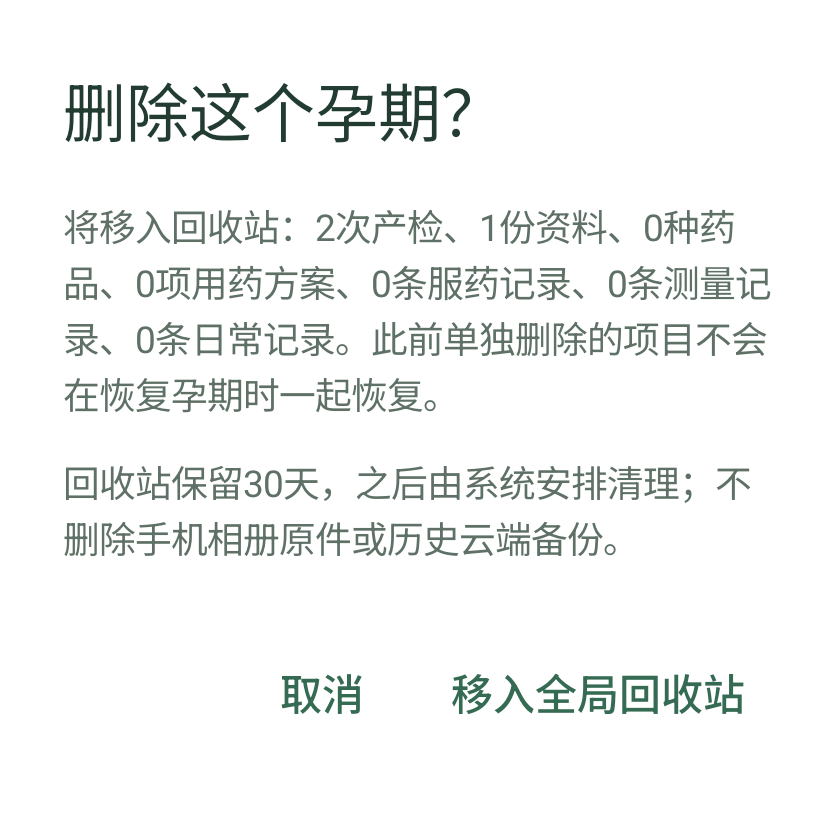 删除这个孕期？
将移入回收站：2次产检、1份资料、0种药
品、0项用药方案、0条服药记录、0条测量记
录、0条日常记录。此前单独删除的项目不会
在恢复孕期时一起恢复。
回收站保留30天，之后由系统安排清理；不
删除手机相册原件或历史云端备份。
取消 移入全局回收站